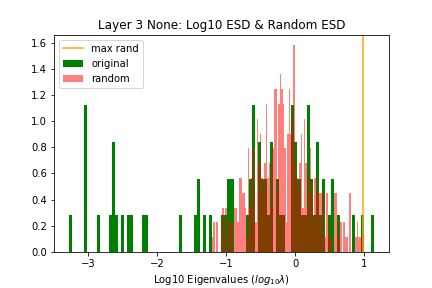 Layer 3 None: Log10 ESD & Random ESD
max rand
original
random
1.6
1.4
1.2
1.0
0.8
0.6
0.4
0.2
0.0
−3 −2 −1 0 1
Log10 Eigenvalues (log₁₀λ)